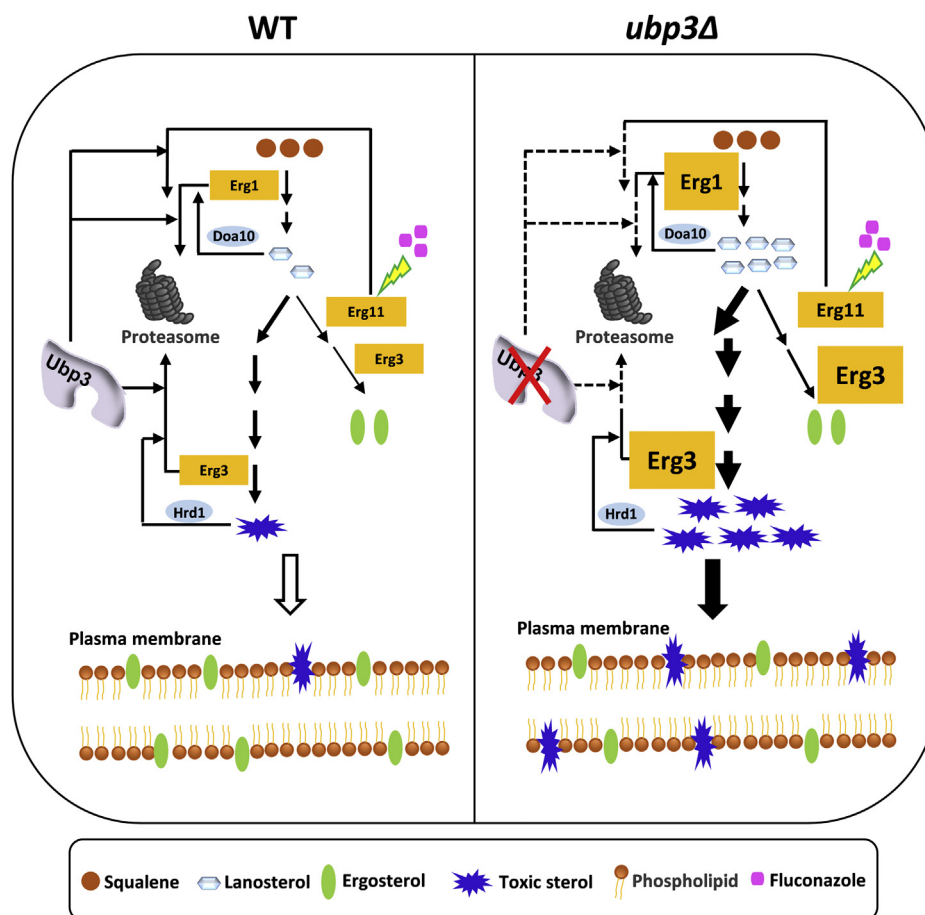 WT
ubp3Δ
Erg1
Doa10
Proteasome
Ubp3
Erg11
Erg3
Erg3
Hrd1
Plasma membrane
Erg1
Doa10
Proteasome
Ubp3
Erg11
Erg3
Erg3
Hrd1
Plasma membrane
Squalene
Lanosterol
Ergosterol
Toxic sterol
Phospholipid
Fluconazole